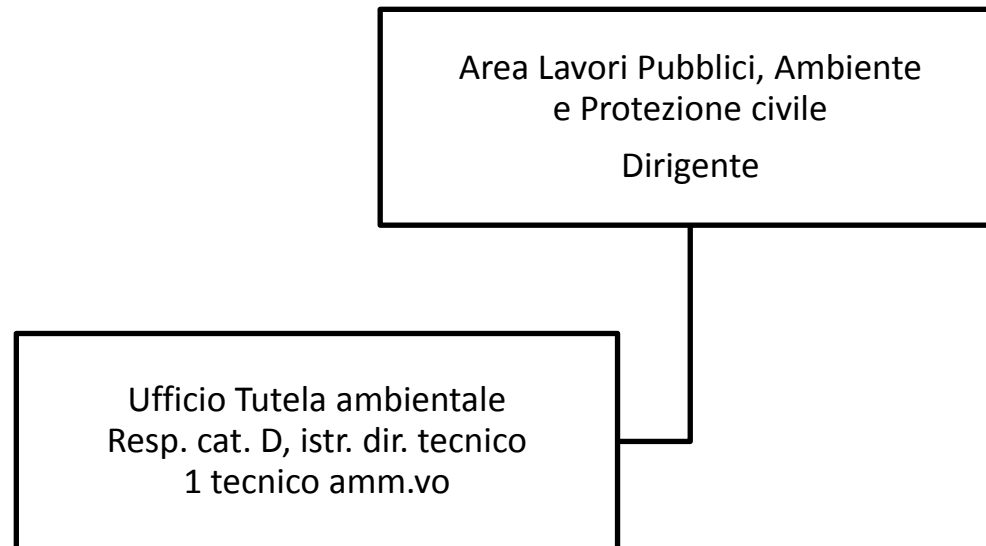 Area Lavori Pubblici, Ambiente
e Protezione civile
Dirigente
Ufficio Tutela ambientale
Resp. cat. D, istr. dir. tecnico
1 tecnico amm.vo